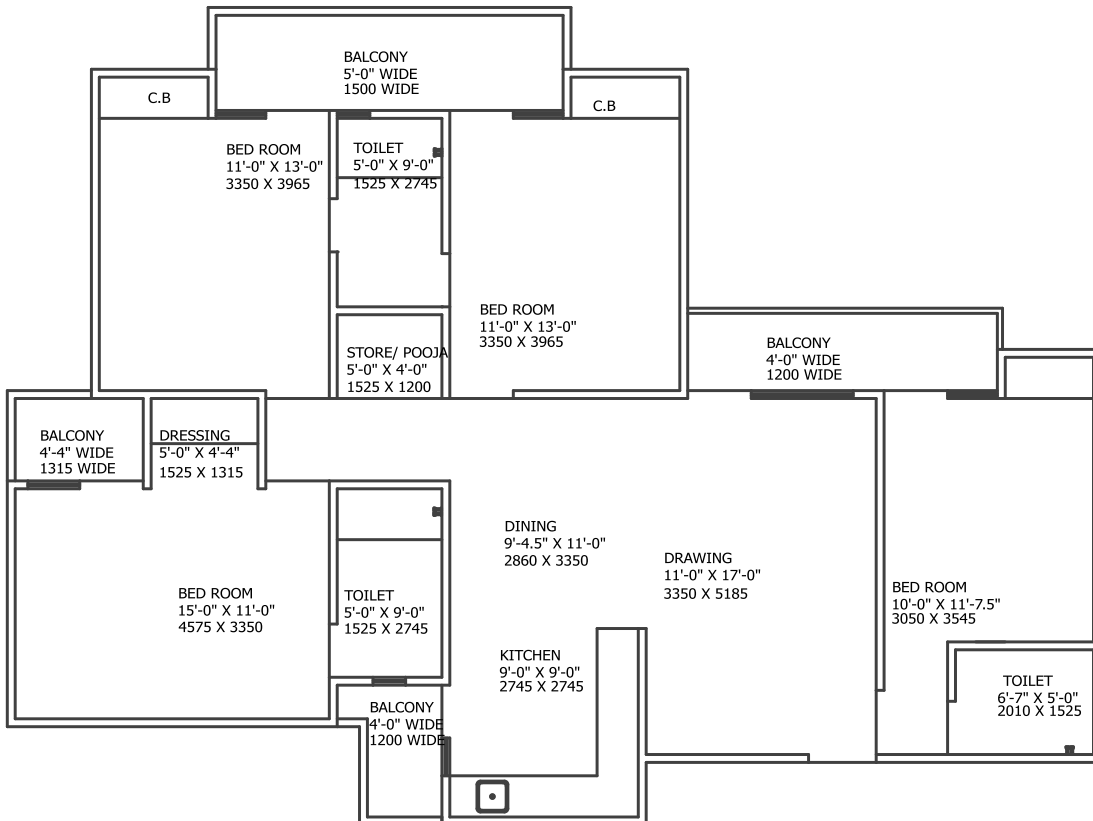 BALCONY
5'-0" WIDE
1500 WIDE
C.B
C.B
BED ROOM
11'-0" X 13'-0"
3350 X 3965
TOILET
5'-0" X 9'-0"
1525 X 2745
BED ROOM
11'-0" X 13'-0"
3350 X 3965
STORE/ POOJA
5'-0" X 4'-0"
1525 X 1200
BALCONY
4'-0" WIDE
1200 WIDE
BALCONY
4'-4" WIDE
1315 WIDE
DRESSING
5'-0" X 4'-4"
1525 X 1315
DINING
9'-4.5" X 11'-0"
2860 X 3350
DRAWING
11'-0" X 17'-0"
3350 X 5185
BED ROOM
15'-0" X 11'-0"
4575 X 3350
TOILET
5'-0" X 9'-0"
1525 X 2745
BED ROOM
10'-0" X 11'-7.5"
3050 X 3545
KITCHEN
9'-0" X 9'-0"
2745 X 2745
TOILET
6'-7" X 5'-0"
2010 X 1525
BALCONY
4'-0" WIDE
1200 WIDE